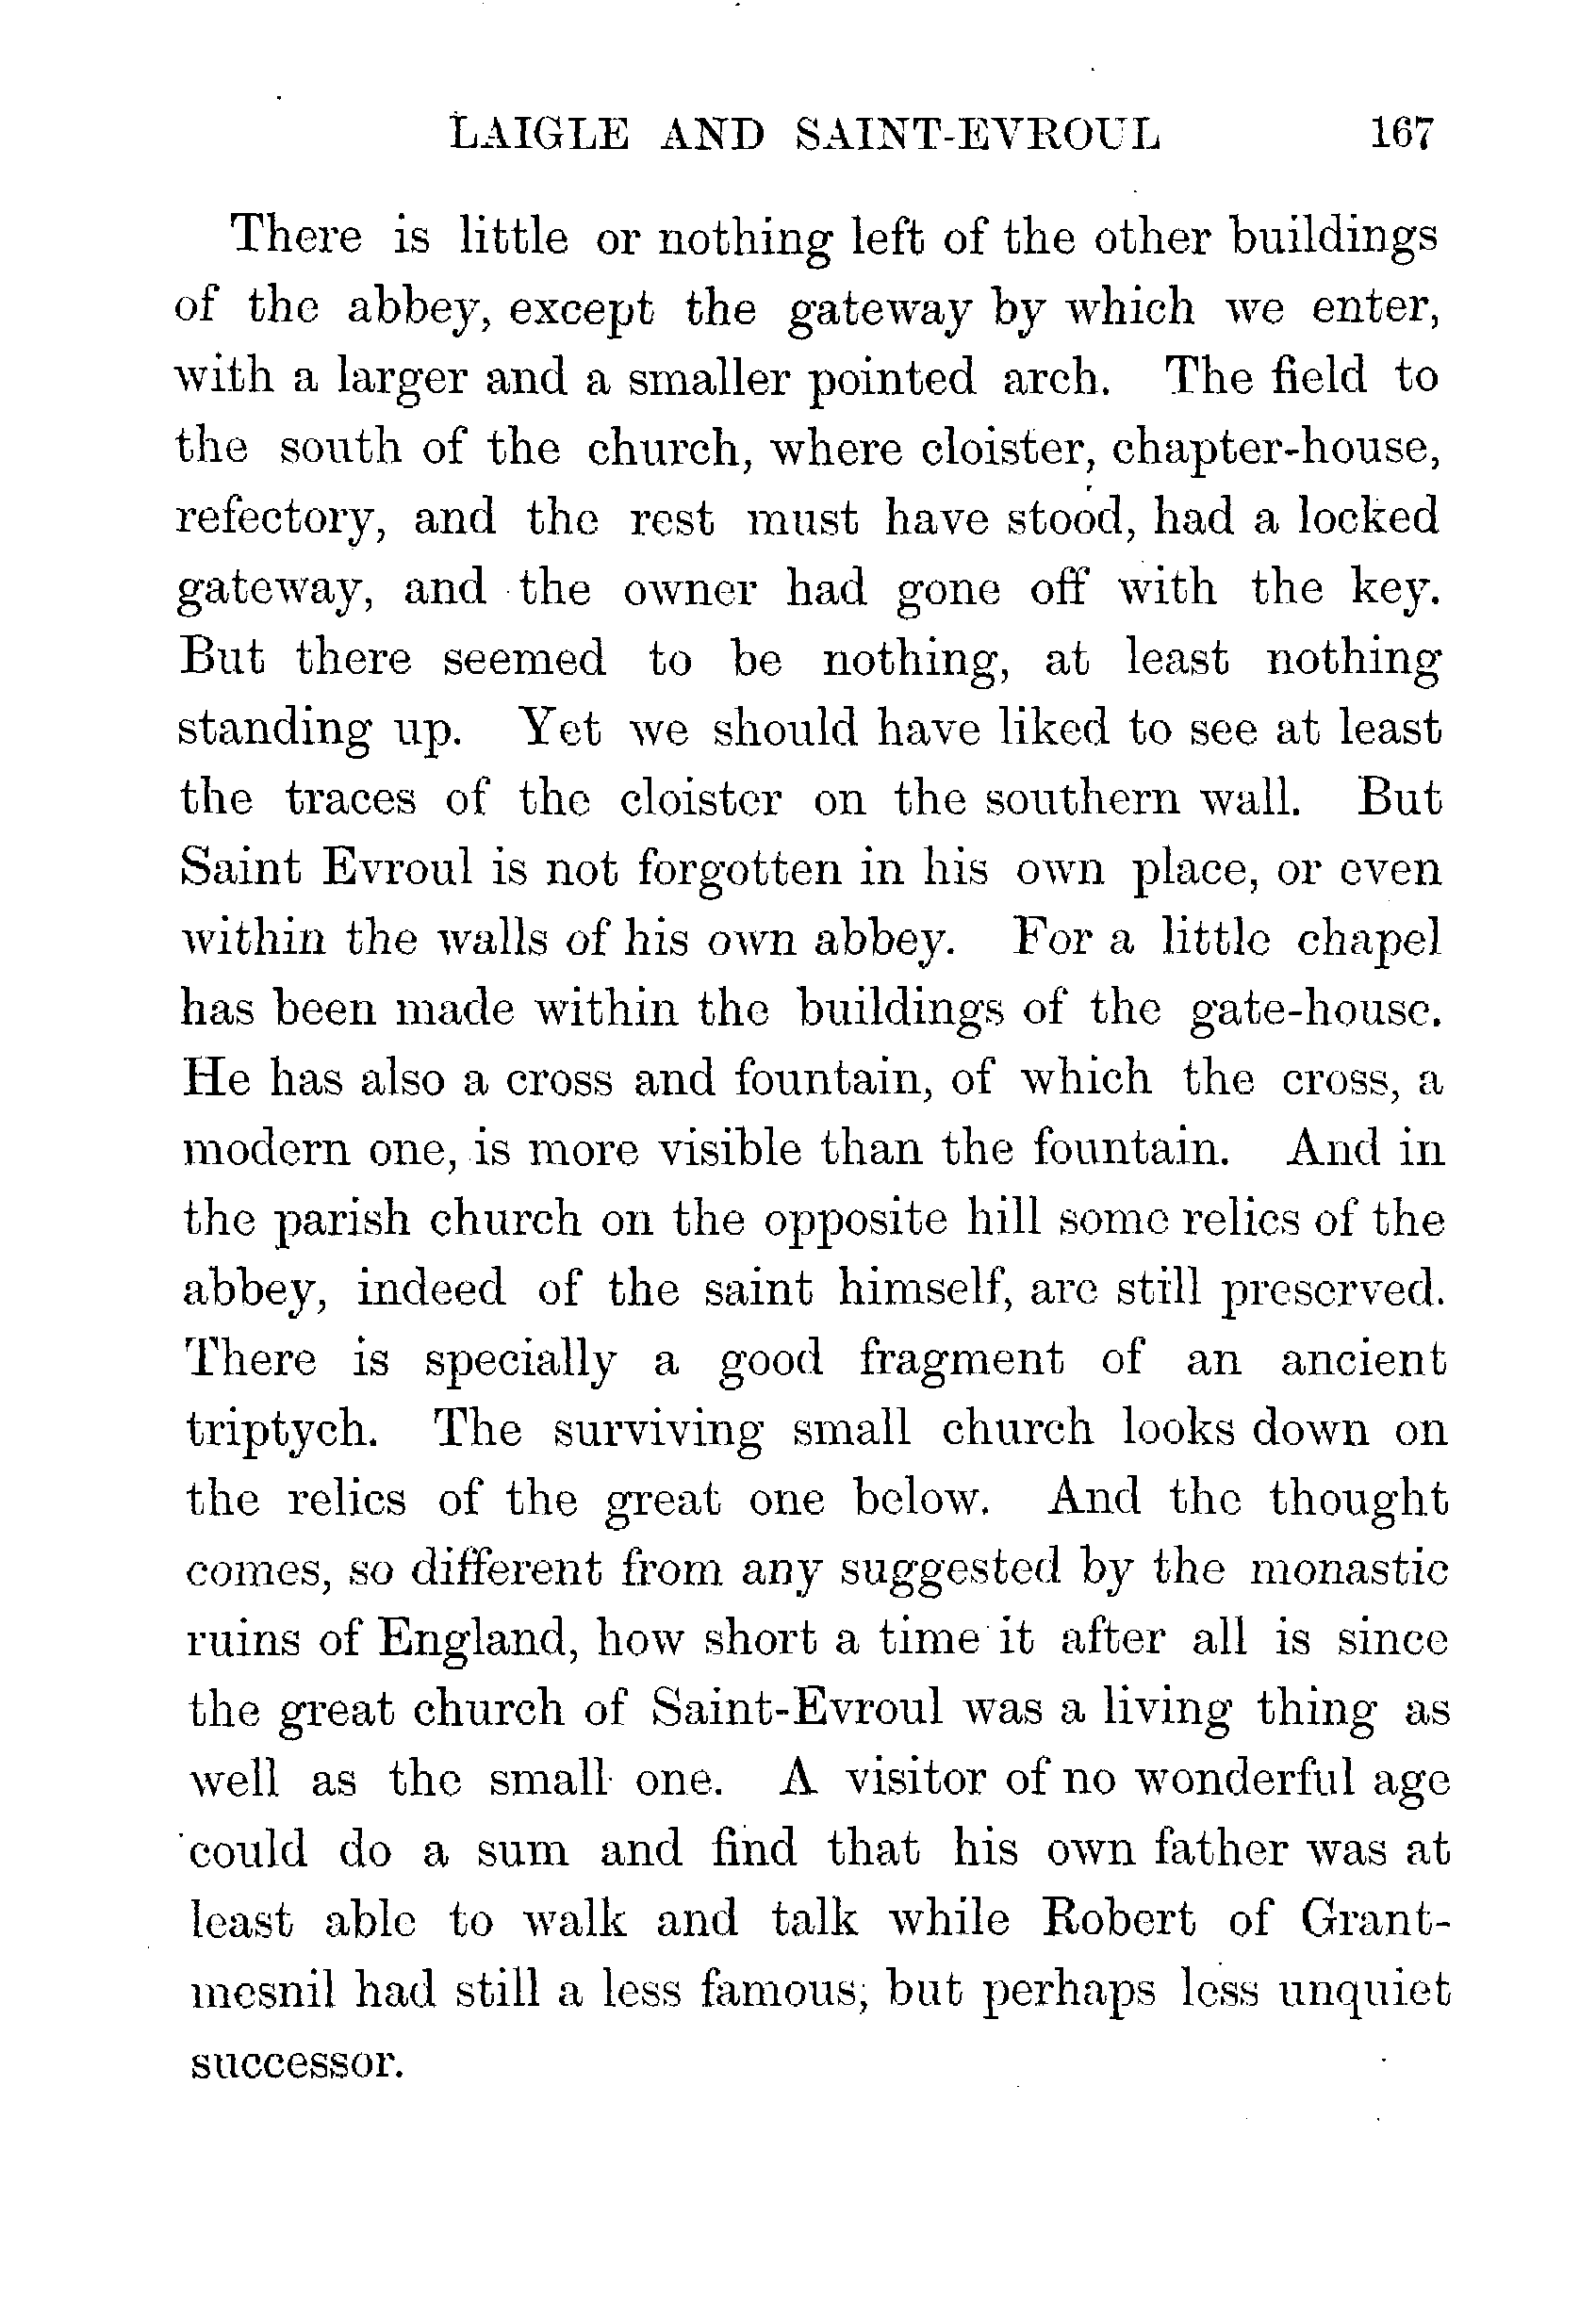 LAIGLE AND SAINT-EVROUL 167
There is little or nothing left of the other buildings
of the abbey, except the gateway by which we enter,
with a larger and a smaller pointed arch. The field to
the south of the church, where cloister, chapter-house,
refectory, and the rest must have stood, had a locked
gateway, and the owner had gone off with the key.
But there seemed to be nothing, at least nothing
standing up. Yet we should have liked to see at least
the traces of the cloister on the southern wall. But
Saint Evroul is not forgotten in his own place, or even
within the walls of his own abbey. For a little chapel
has been made within the buildings of the gate-house.
He has also a cross and fountain, of which the cross, a
modern one, is more visible than the fountain. And in
the parish church on the opposite hill some relics of the
abbey, indeed of the saint himself, are still preserved.
There is specially a good fragment of an ancient
triptych. The surviving small church looks down on
the relics of the great one below. And the thought
comes, so different from any suggested by the monastic
ruins of England, how short a time it after all is since
the great church of Saint-Evroul was a living thing as
well as the small one. A visitor of no wonderful age
could do a sum and find that his own father was at
least able to walk and talk while Robert of Grant-
mesnil had still a less famous, but perhaps less unquiet
successor.